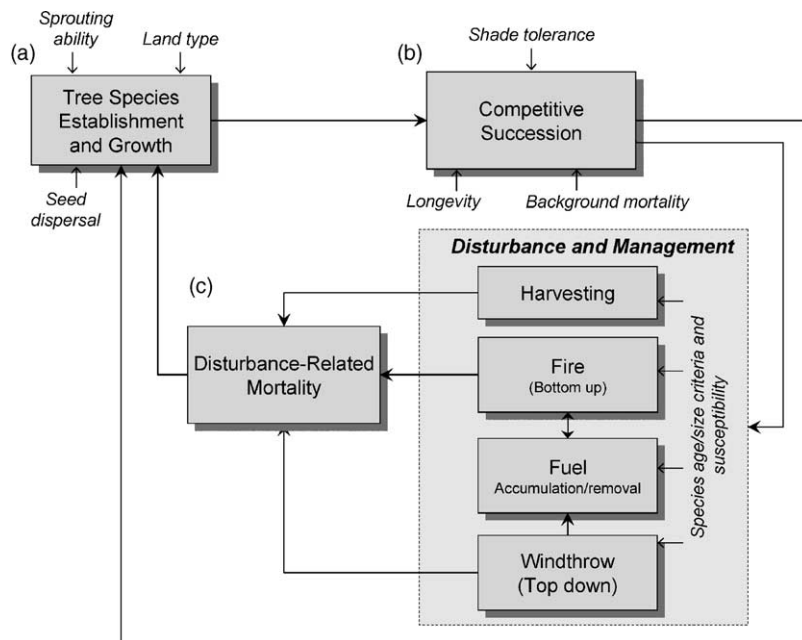 Sprouting
ability
Land type
(a)
Tree Species
Establishment
and Growth
Seed
dispersal
Shade tolerance
(b)
Competitive
Succession
Longevity
Background mortality
Disturbance and Management
(c)
Harvesting
Disturbance-Related
Mortality
Fire
(Bottom up)
Fuel
Accumulation/removal
Windthrow
(Top down)
Species age/size criteria and
susceptibility